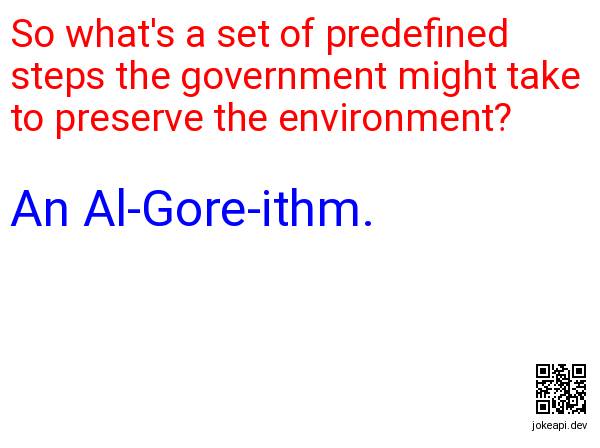 So what's a set of predefined
steps the government might take
to preserve the environment?
An Al-Gore-ithm.
jokeapi.dev